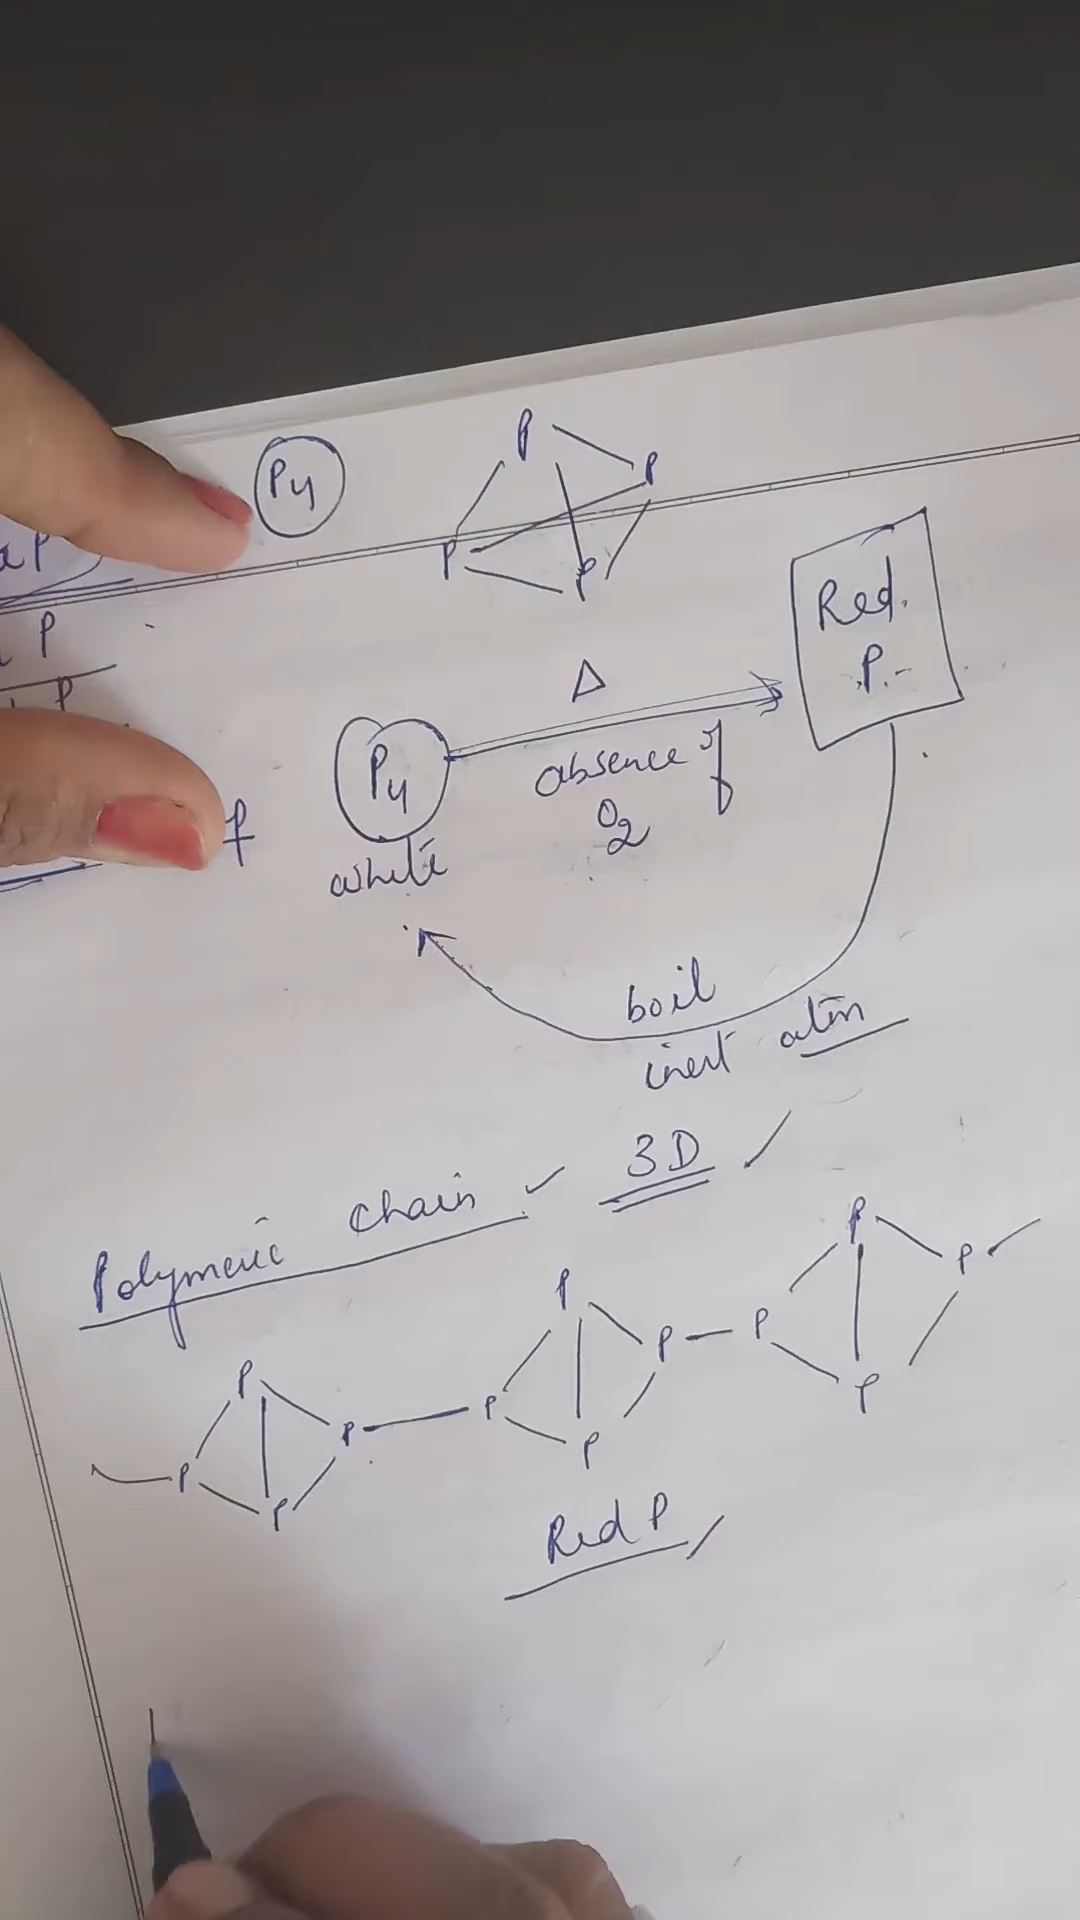 P4
P
P
P
P
P
P
Δ
Red.
P.-
P4
absence of
O2
white
boil
inert atm
Polymeric chain ✓ 3D ✓
P P P
P P P P P P
P P P
Red P